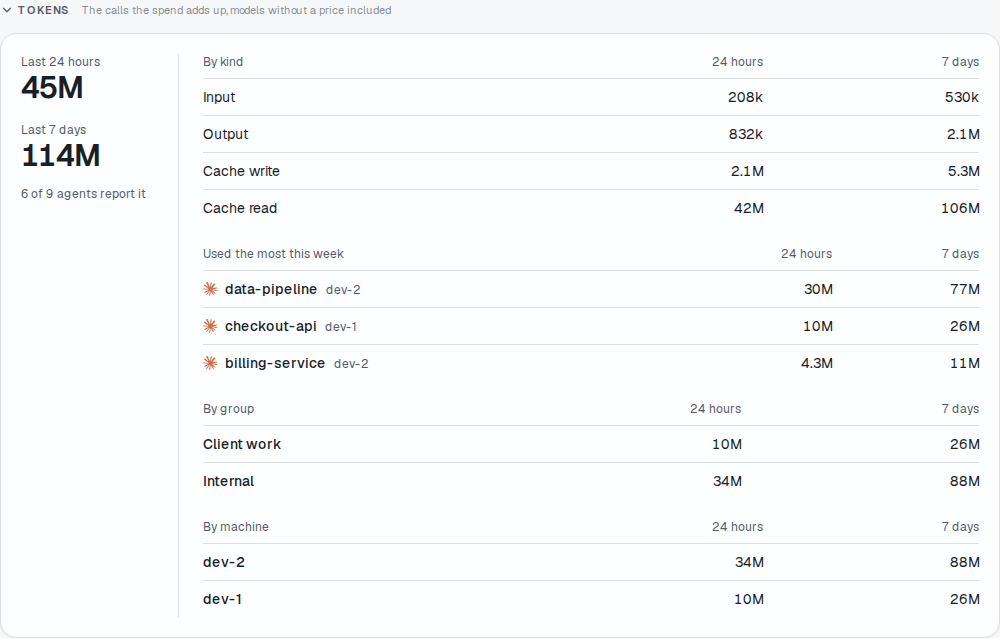 TOKENS The calls the spend adds up, models without a price included
Last 24 hours
45M
Last 7 days
114M
6 of 9 agents report it
By kind 24 hours 7 days
Input 208k 530k
Output 832k 2.1M
Cache write 2.1M 5.3M
Cache read 42M 106M
Used the most this week 24 hours 7 days
data-pipeline dev-2 30M 77M
checkout-api dev-1 10M 26M
billing-service dev-2 4.3M 11M
By group 24 hours 7 days
Client work 10M 26M
Internal 34M 88M
By machine 24 hours 7 days
dev-2 34M 88M
dev-1 10M 26M